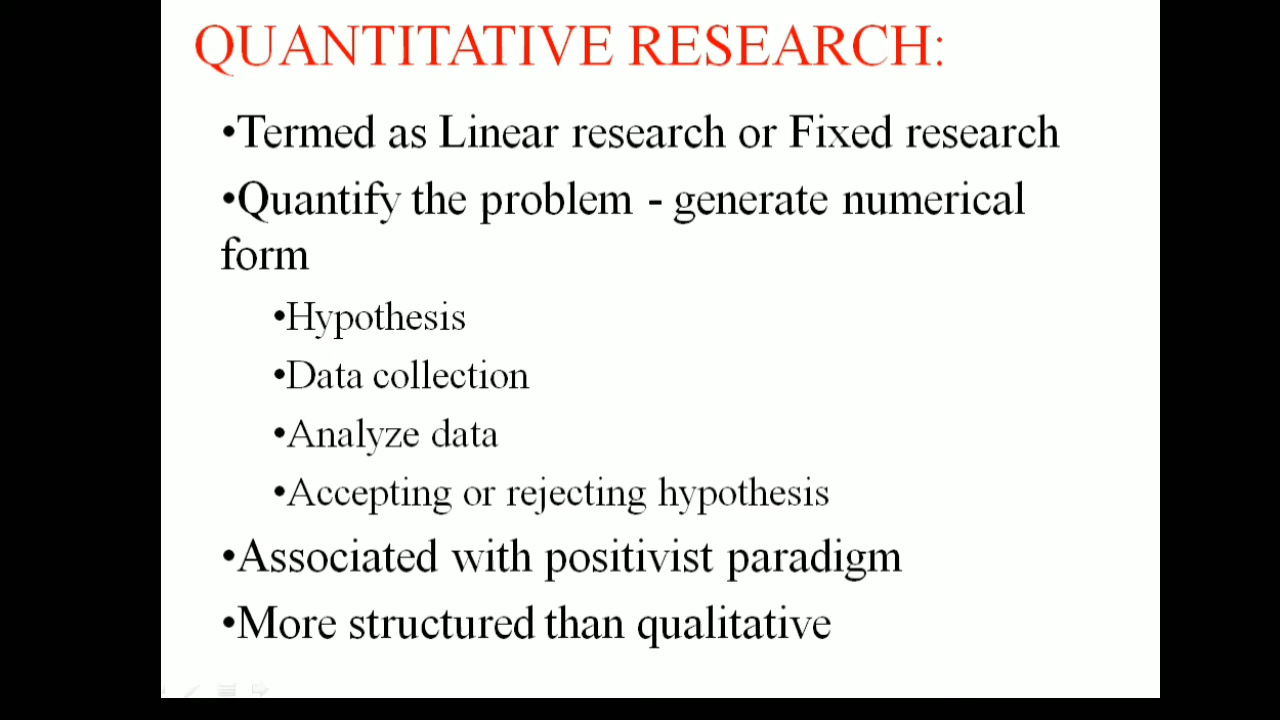 QUANTITATIVE RESEARCH:
•Termed as Linear research or Fixed research
•Quantify the problem - generate numerical
form
•Hypothesis
•Data collection
•Analyze data
•Accepting or rejecting hypothesis
•Associated with positivist paradigm
•More structured than qualitative